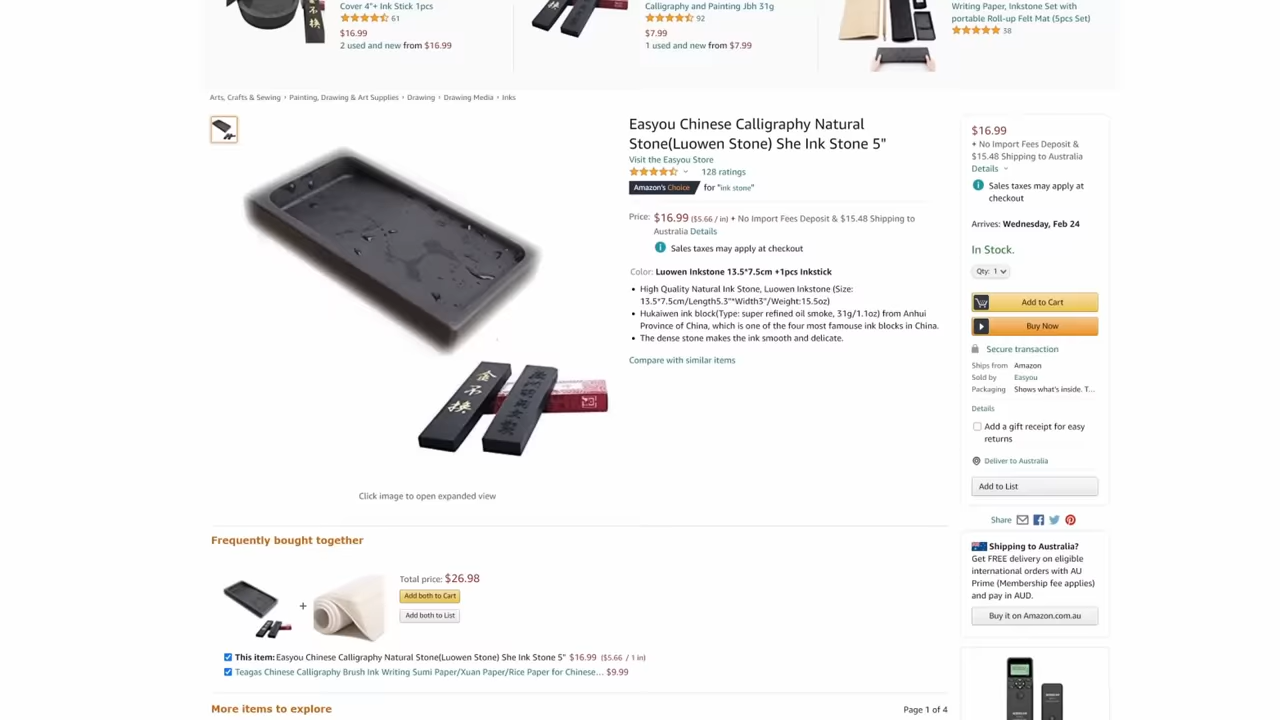 Cover 4"+ Ink Stick 1pcs
61
$16.99
2 used and new from $16.99
Calligraphy and Painting Jbh 31g
92
$7.99
1 used and new from $7.99
Writing Paper, Inkstone Set with
portable Roll-up Felt Mat (5pcs Set)
38
Arts, Crafts & Sewing › Painting, Drawing & Art Supplies › Drawing › Drawing Media › Inks
Easyou Chinese Calligraphy Natural
Stone(Luowen Stone) She Ink Stone 5"
Visit the Easyou Store
128 ratings
Amazon's Choice for "ink stone"
Price: $16.99 ($5.66 / in) + No Import Fees Deposit & $15.48 Shipping to
Australia Details
Sales taxes may apply at checkout
Color: Luowen Inkstone 13.5*7.5cm +1pcs Inkstick
• High Quality Natural Ink Stone, Luowen Inkstone (Size:
13.5*7.5cm/Length5.3"*Width3"/Weight:15.5oz)
• Hukaiwen ink block(Type: super refined oil smoke, 31g/1.1oz) from Anhui
Province of China, which is one of the four most famouse ink blocks in China.
• The dense stone makes the ink smooth and delicate.
Compare with similar items
金不换
Click image to open expanded view
$16.99
+ No Import Fees Deposit &
$15.48 Shipping to Australia
Details
Sales taxes may apply at
checkout
Arrives: Wednesday, Feb 24
In Stock.
Qty: 1
Add to Cart
Buy Now
Secure transaction
Ships from Amazon
Sold by Easyou
Packaging Shows what's inside. T...
Details
Add a gift receipt for easy
returns
Deliver to Australia
Add to List
Share
Shipping to Australia?
Get FREE delivery on eligible
international orders with AU
Prime (Membership fee applies)
and pay in AUD.
Buy it on Amazon.com.au
Frequently bought together
+
Total price: $26.98
Add both to Cart
Add both to List
This item: Easyou Chinese Calligraphy Natural Stone(Luowen Stone) She Ink Stone 5" $16.99 ($5.66 / 1 in)
Teagas Chinese Calligraphy Brush Ink Writing Sumi Paper/Xuan Paper/Rice Paper for Chinese... $9.99
More items to explore
Page 1 of 4